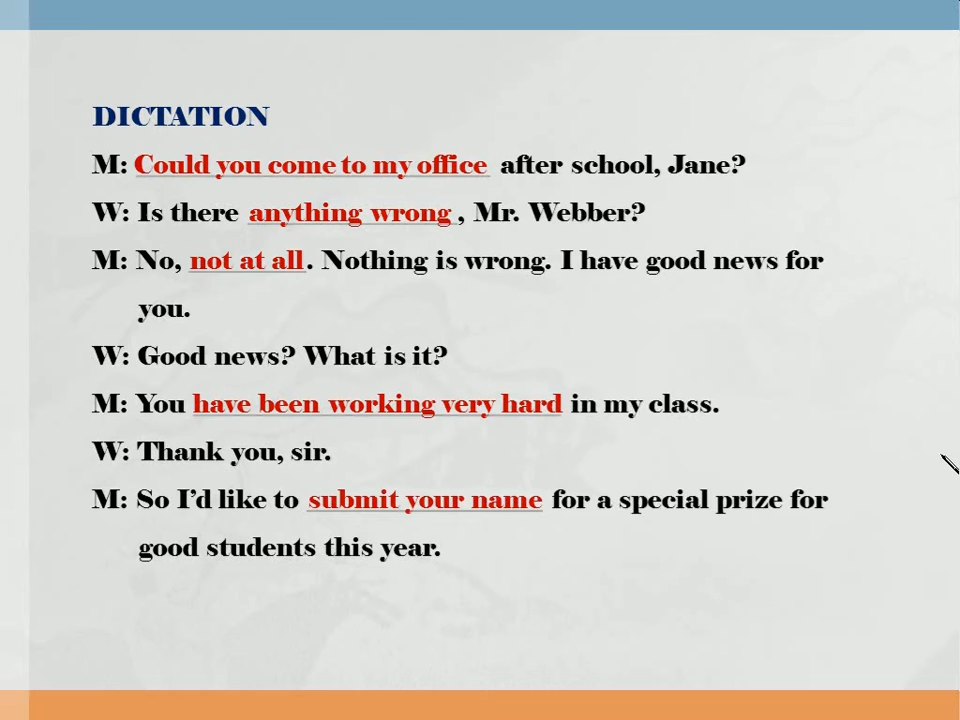 DICTATION
M: Could you come to my office after school, Jane?
W: Is there anything wrong , Mr. Webber?
M: No, not at all. Nothing is wrong. I have good news for
you.
W: Good news? What is it?
M: You have been working very hard in my class.
W: Thank you, sir.
M: So I’d like to submit your name for a special prize for
good students this year.